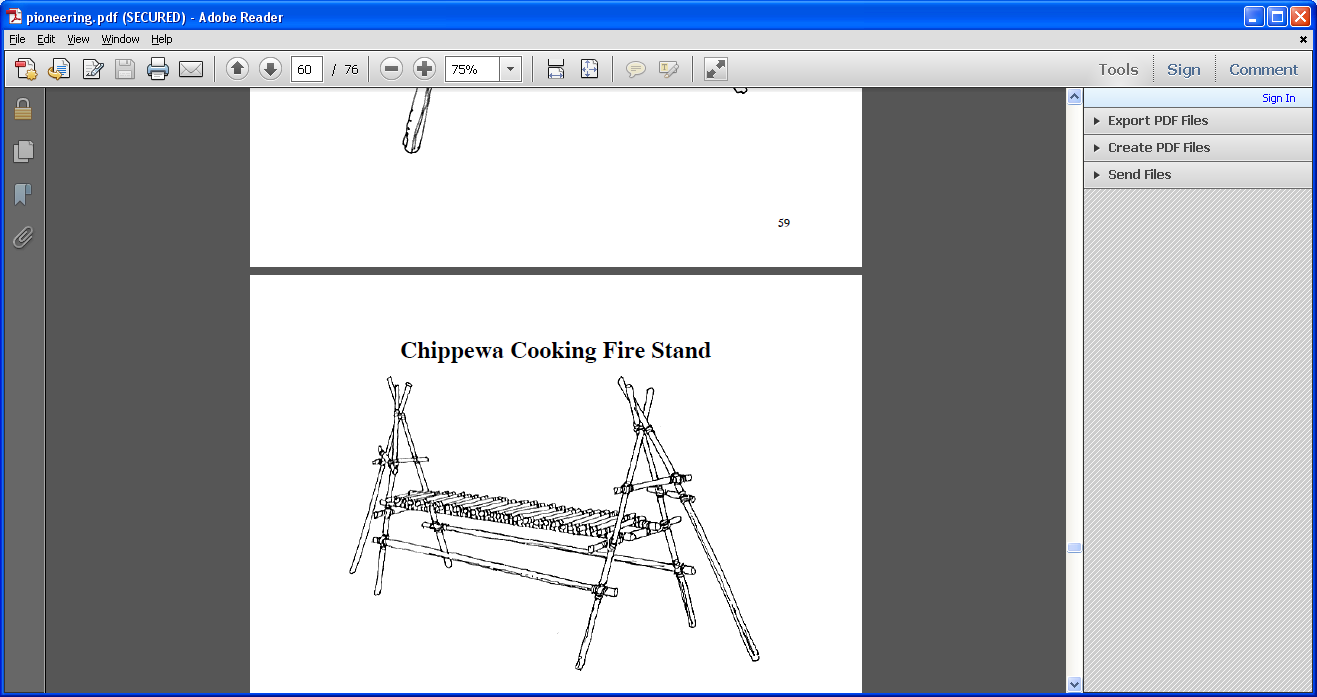 pioneering.pdf (SECURED) - Adobe Reader
File Edit View Window Help
60 / 76 75% Tools Sign Comment
Sign In
Export PDF Files
Create PDF Files
Send Files
59
Chippewa Cooking Fire Stand